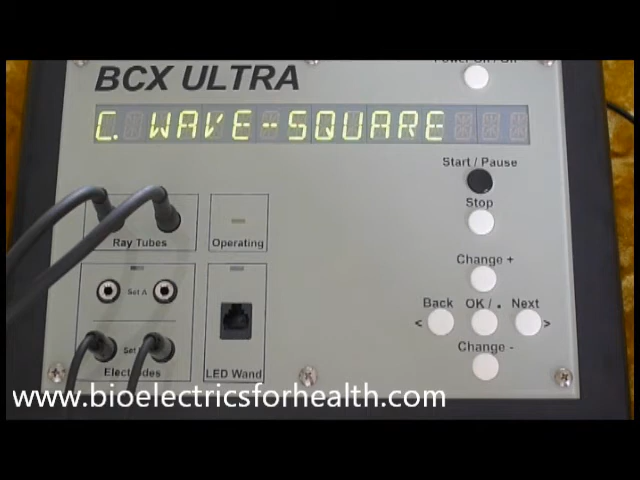 Power On / Off
BCX ULTRA
C. WAVE-SQUARE
Start / Pause
Stop
Ray Tubes
Operating
Change +
Set A
Back OK / . Next
< >
Set
Change -
Electrodes
LED Wand
www.bioelectricsforhealth.com